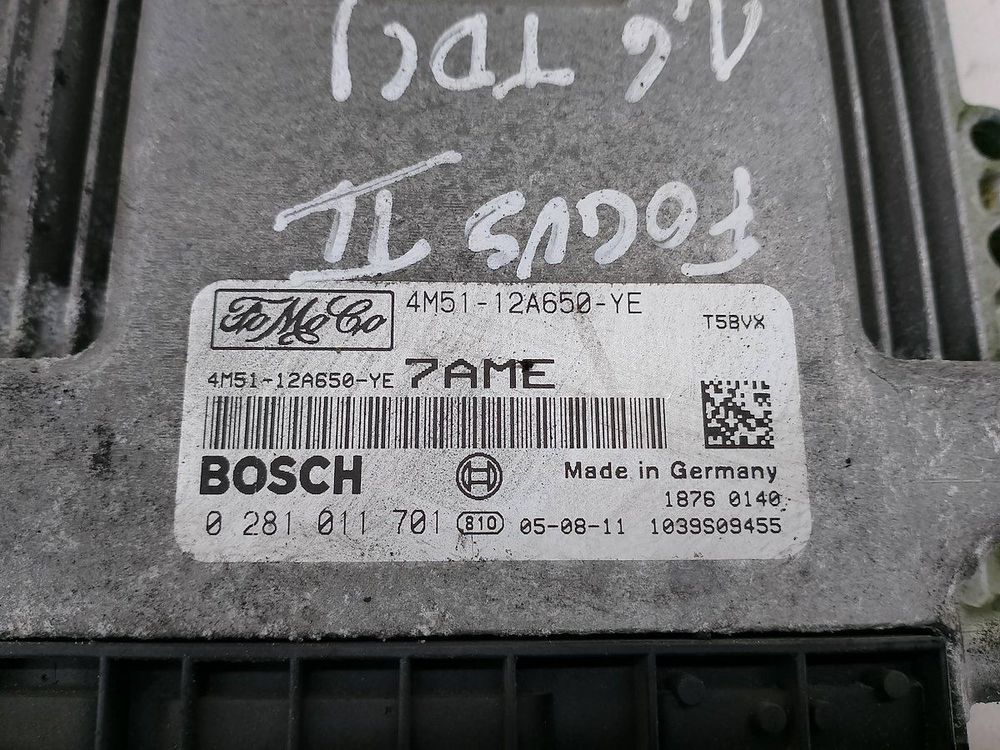 FOCUS II
1.6 TDCi
FoMoCo
4M51-12A650-YE
T5BVX
4M51-12A650-YE 7AME
BOSCH
Made in Germany
1876 0140
0 281 011 701 810 05-08-11 1039S09455